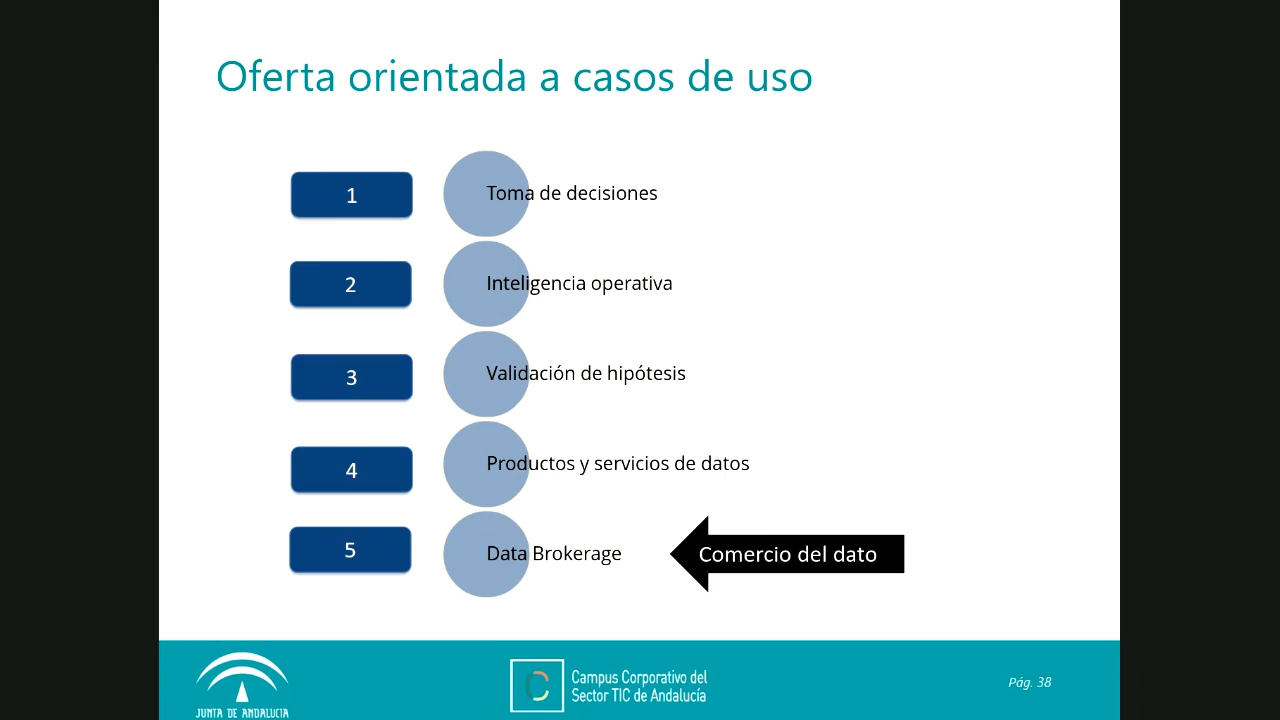 Oferta orientada a casos de uso
1
Toma de decisiones
2
Inteligencia operativa
3
Validación de hipótesis
4
Productos y servicios de datos
5
Data Brokerage
Comercio del dato
JUNTA DE ANDALUCIA
Campus Corporativo del
Sector TIC de Andalucía
Pág. 38